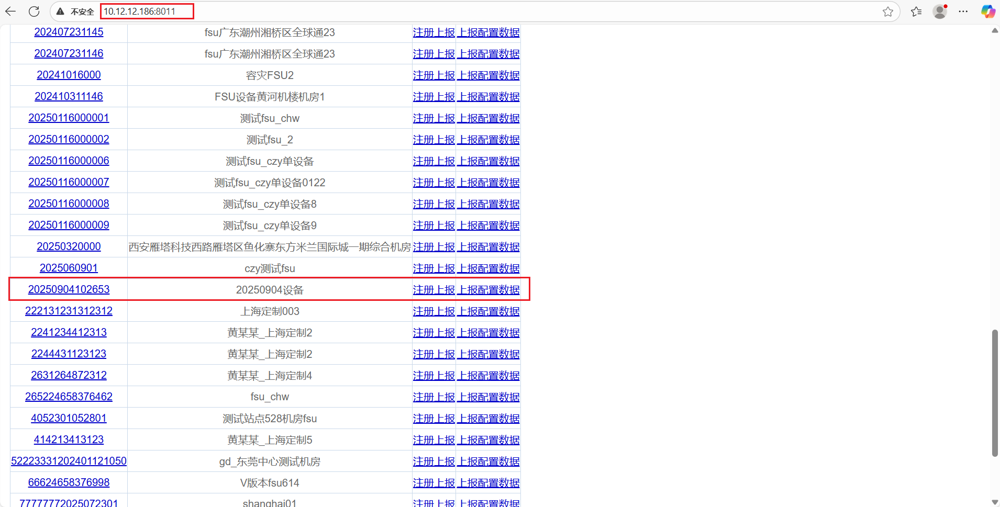 不安全 10.12.12.186:8011
202407231145 fsu广东潮州湘桥区全球通23 注册上报 上报配置数据
202407231146 fsu广东潮州湘桥区全球通23 注册上报 上报配置数据
20241016000 容灾FSU2 注册上报 上报配置数据
202410311146 FSU设备黄河机楼机房1 注册上报 上报配置数据
20250116000001 测试fsu_chw 注册上报 上报配置数据
20250116000002 测试fsu_2 注册上报 上报配置数据
20250116000006 测试fsu_czy单设备 注册上报 上报配置数据
20250116000007 测试fsu_czy单设备0122 注册上报 上报配置数据
20250116000008 测试fsu_czy单设备8 注册上报 上报配置数据
20250116000009 测试fsu_czy单设备9 注册上报 上报配置数据
20250320000 西安雁塔科技西路雁塔区鱼化寨东方米兰国际城一期综合机房 注册上报 上报配置数据
2025060901 czy测试fsu 注册上报 上报配置数据
20250904102653 20250904设备 注册上报 上报配置数据
222131231312312 上海定制003 注册上报 上报配置数据
2241234412313 黄某某_上海定制2 注册上报 上报配置数据
2244431123123 黄某某_上海定制2 注册上报 上报配置数据
2631264872312 黄某某_上海定制4 注册上报 上报配置数据
265224658376462 fsu_chw 注册上报 上报配置数据
4052301052801 测试站点528机房fsu 注册上报 上报配置数据
414213413123 黄某某_上海定制5 注册上报 上报配置数据
52223331202401121050 gd_东莞中心测试机房 注册上报 上报配置数据
66624658376998 V版本fsu614 注册上报 上报配置数据
77777772025072301 shanghai01 注册上报 上报配置数据